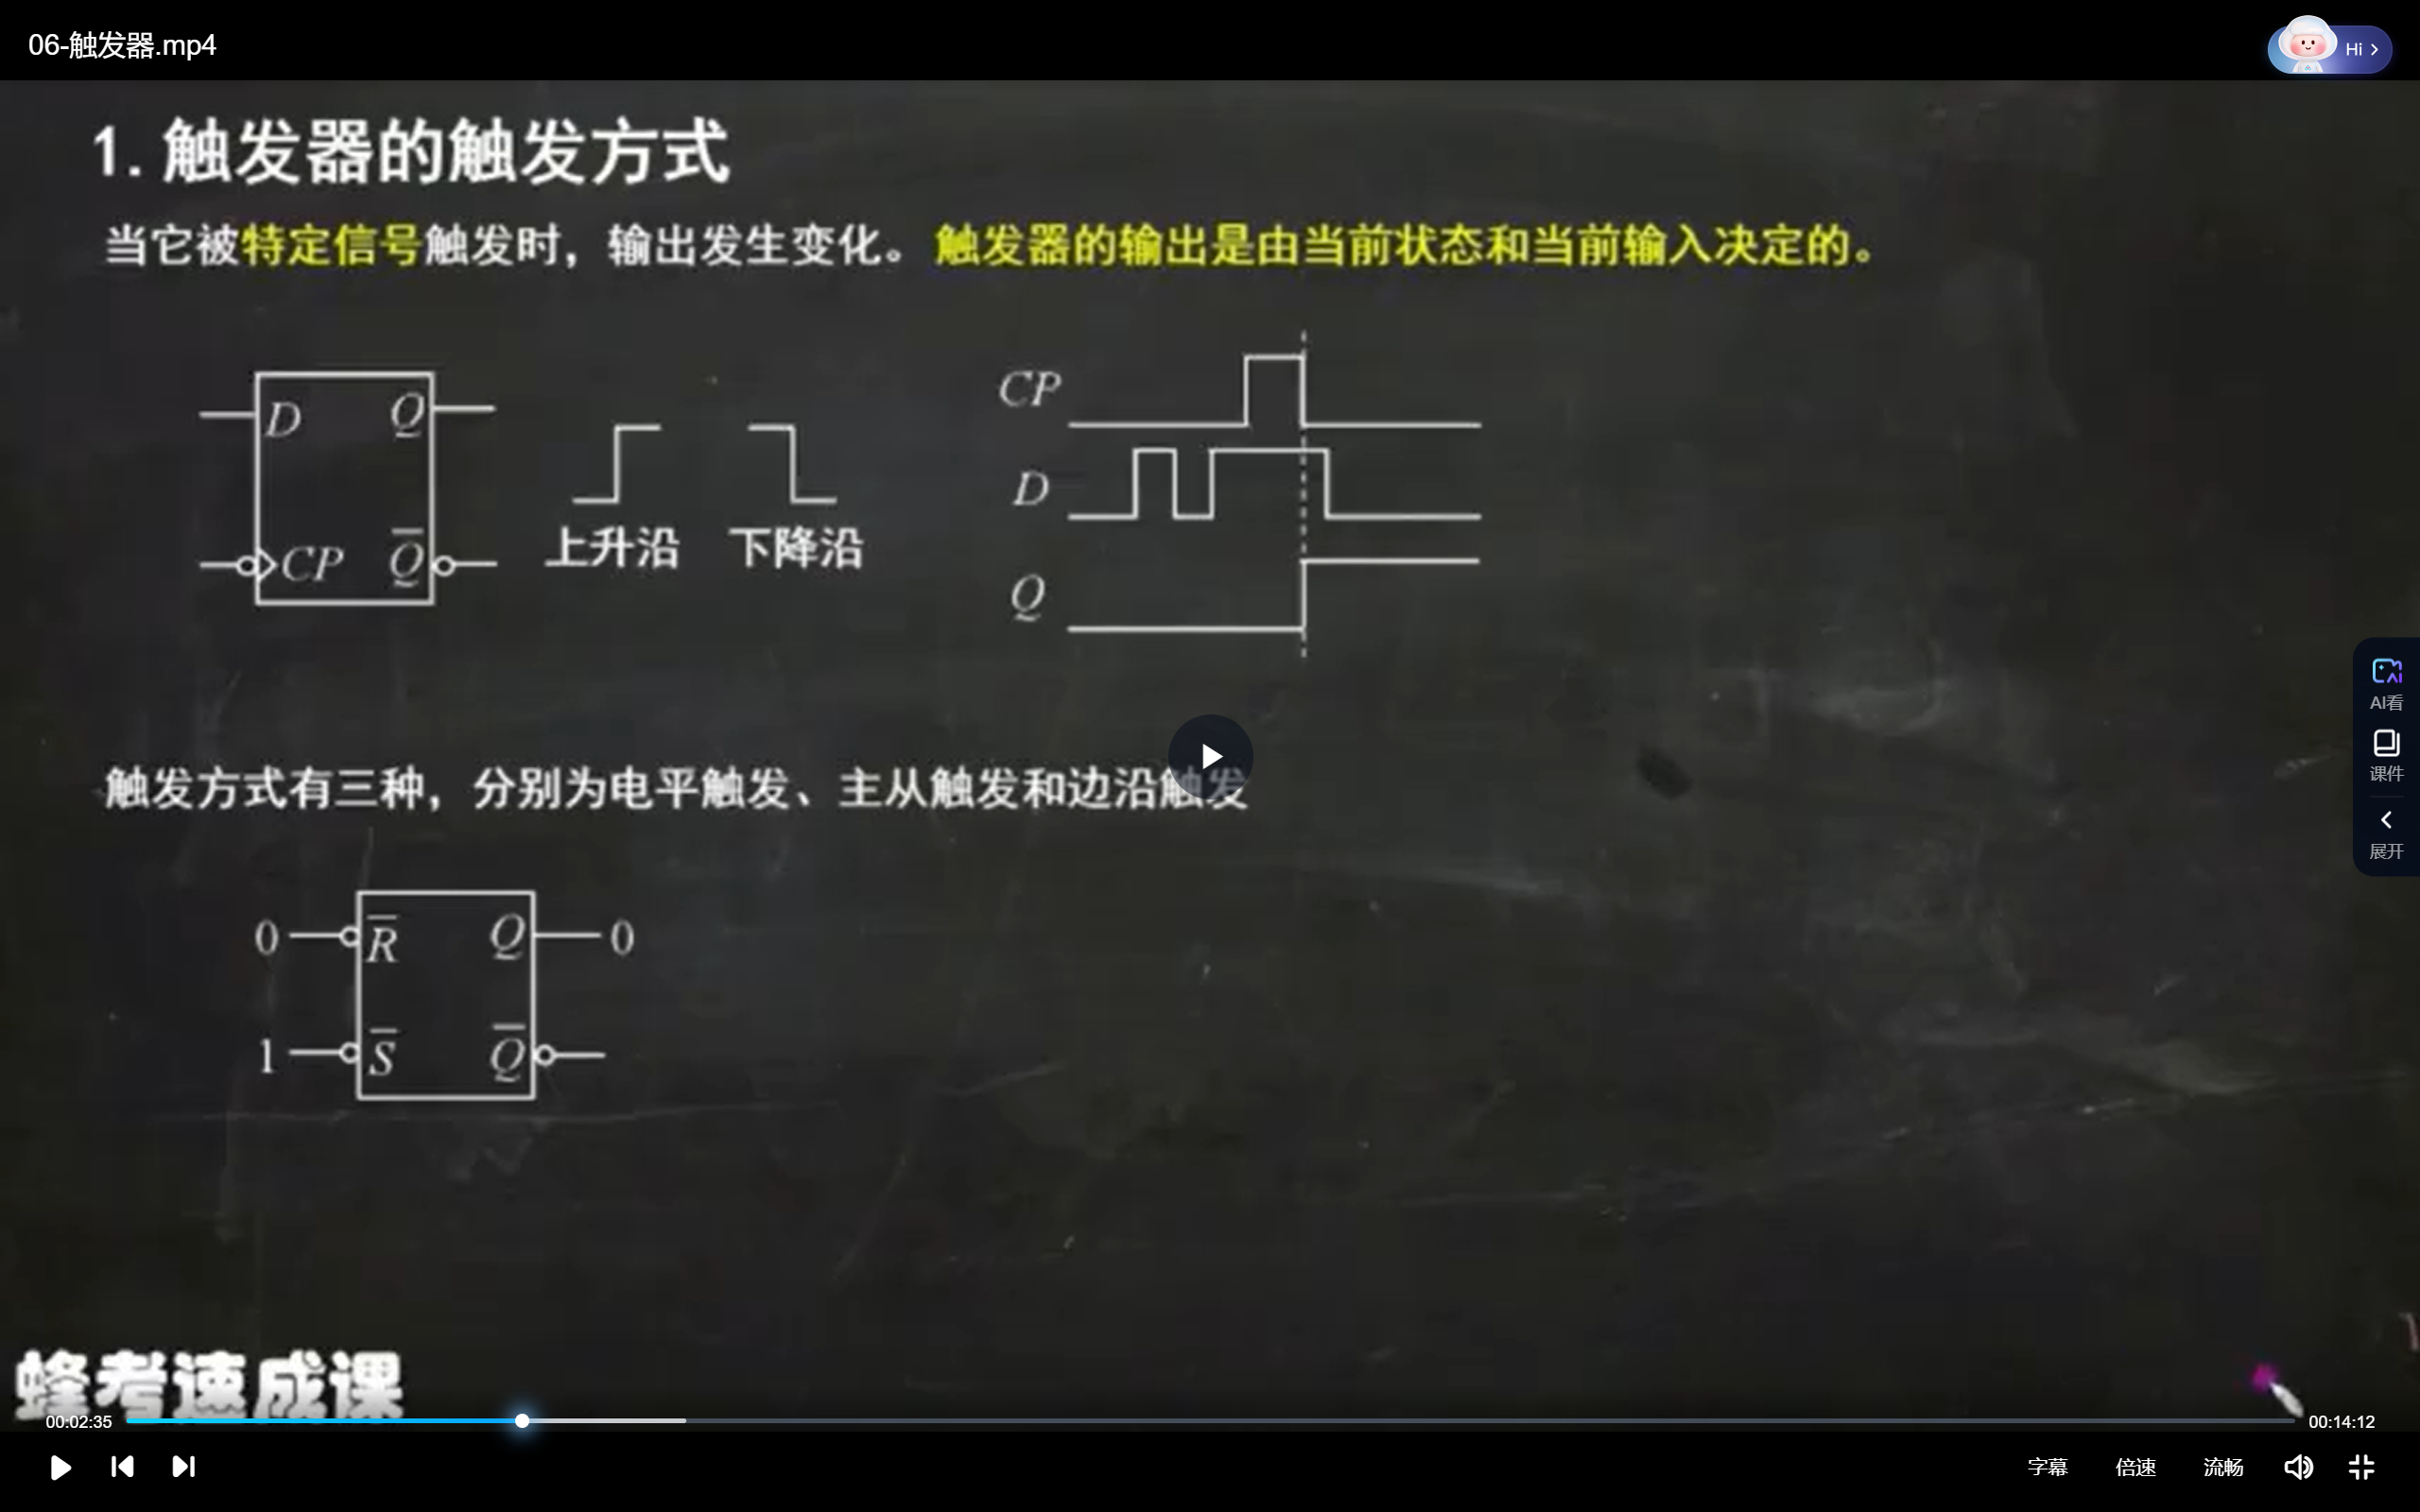 06-触发器.mp4
Hi
1. 触发器的触发方式
当它被特定信号触发时，输出发生变化。触发器的输出是由当前状态和当前输入决定的。
D Q
CP Q̅
上升沿 下降沿
CP
D
Q
触发方式有三种，分别为电平触发、主从触发和边沿触发
0 R̅ Q 0
1 S̅ Q̅
AI看
课件
展开
蜂考速成课
00:02:35
00:14:12
字幕 倍速 流畅